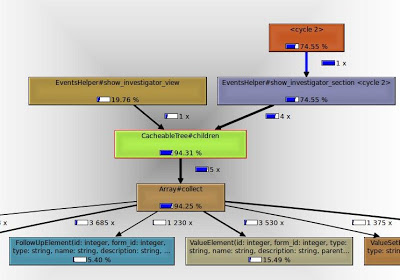 <cycle 2>
74.55 %
1 x
EventsHelper#show_investigator_view
19.76 %
EventsHelper#show_investigator_section <cycle 2>
74.55 %
1 x
4 x
CacheableTree#children
94.31 %
5 x
Array#collect
94.25 %
x
3 685 x
1 230 x
3 530 x
1 375 x
FollowUpElement(id: integer, form_id: integer,
type: string, name: string, description: string, ...
5.40 %
ValueElement(id: integer, form_id: integer, type:
string, name: string, description: string, parent...
15.49 %
ValueSetE
type: string